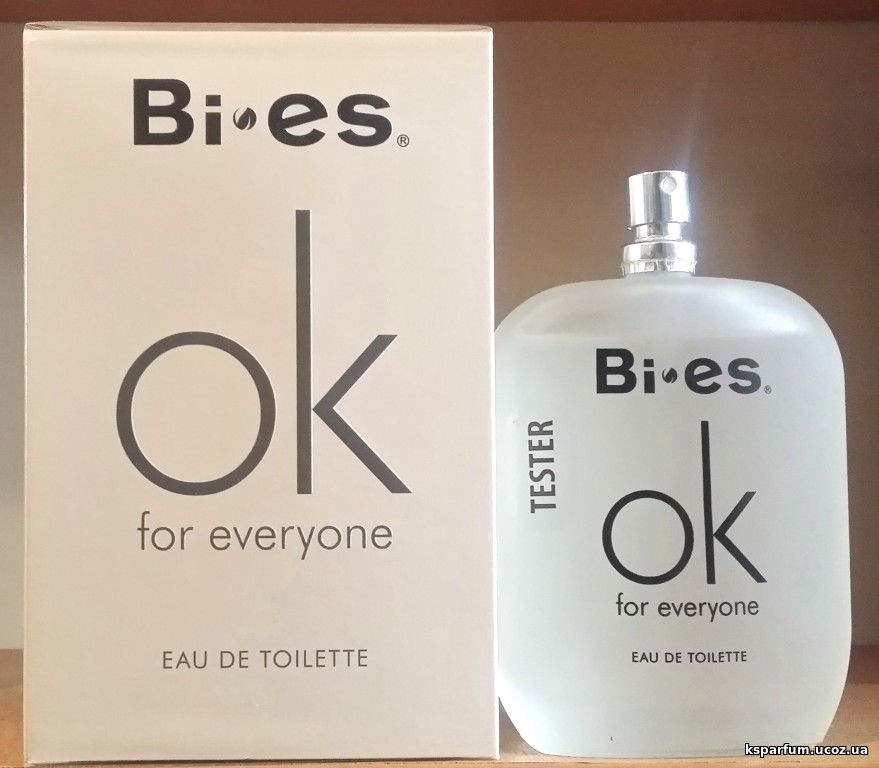 Bi-es®
ok
for everyone
EAU DE TOILETTE
Bi-es®
TESTER
ok
for everyone
EAU DE TOILETTE
ksparfum.ucoz.ua